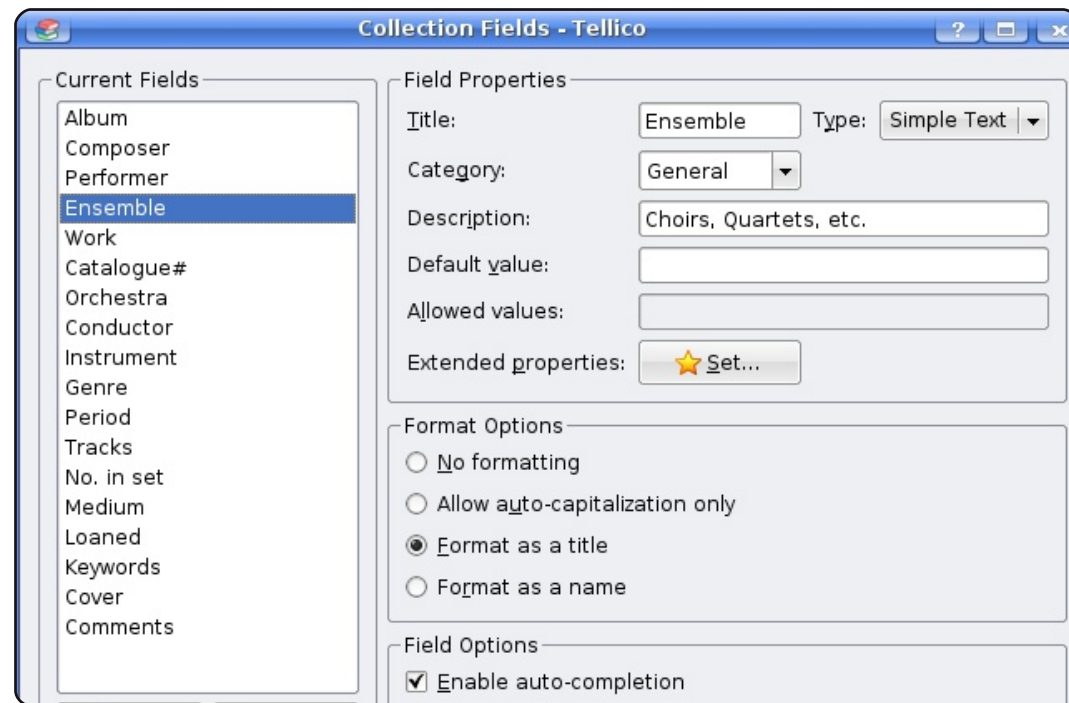 Collection Fields - Tellico
Current Fields
Album
Composer
Performer
Ensemble
Work
Catalogue#
Orchestra
Conductor
Instrument
Genre
Period
Tracks
No. in set
Medium
Loaned
Keywords
Cover
Comments
Field Properties
Title: Ensemble Type: Simple Text
Category: General
Description: Choirs, Quartets, etc.
Default value:
Allowed values:
Extended properties: Set...
Format Options
No formatting
Allow auto-capitalization only
Format as a title
Format as a name
Field Options
Enable auto-completion